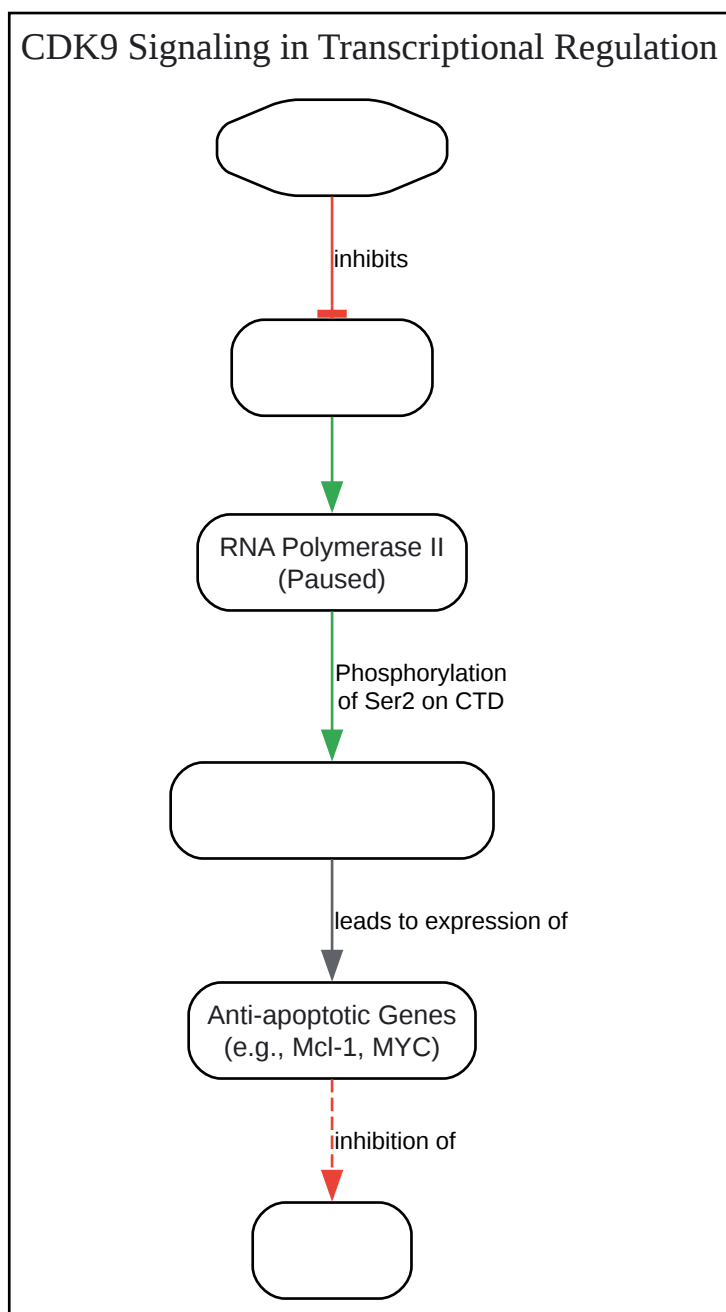 CDK9 Signaling in Transcriptional Regulation
inhibits
RNA Polymerase II
(Paused)
Phosphorylation
of Ser2 on CTD
leads to expression of
Anti-apoptotic Genes
(e.g., Mcl-1, MYC)
inhibition of